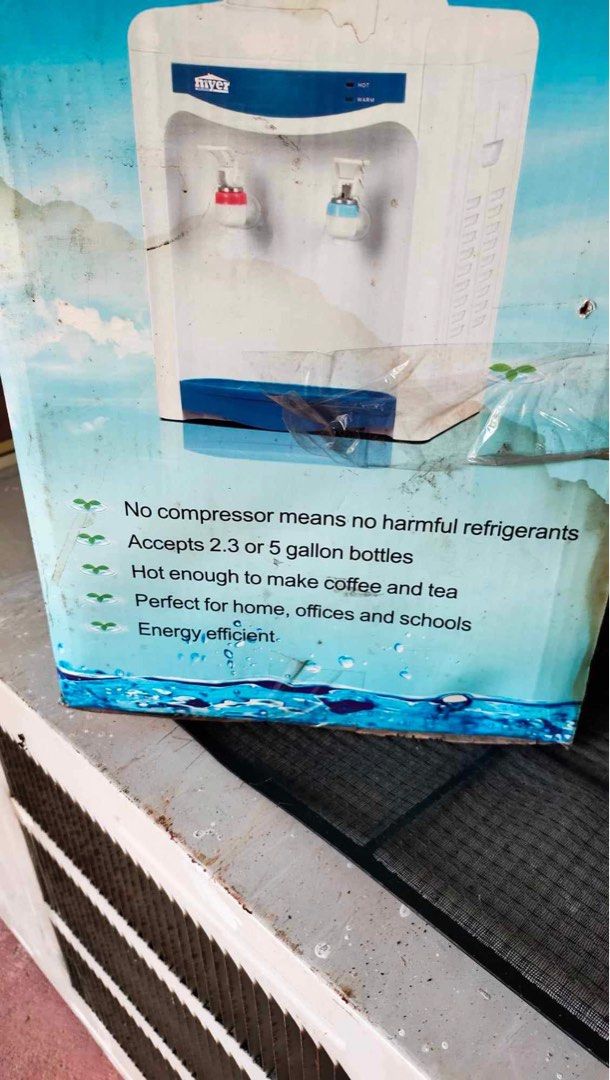 myer
HOT
WARM
No compressor means no harmful refrigerants
Accepts 2.3 or 5 gallon bottles
Hot enough to make coffee and tea
Perfect for home, offices and schools
Energy efficient